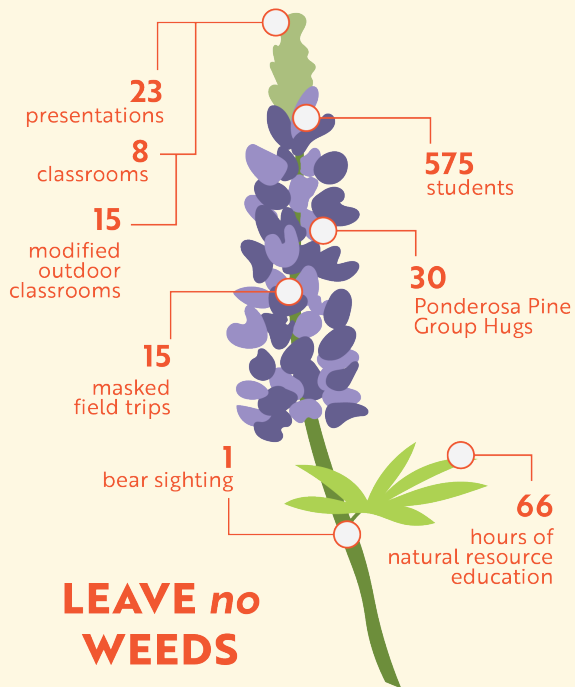 23
presentations
8
classrooms
15
modified
outdoor
classrooms
575
students
30
Ponderosa Pine
Group Hugs
15
masked
field trips
1
bear sighting
66
hours of
natural resource
education
LEAVE no
WEEDS